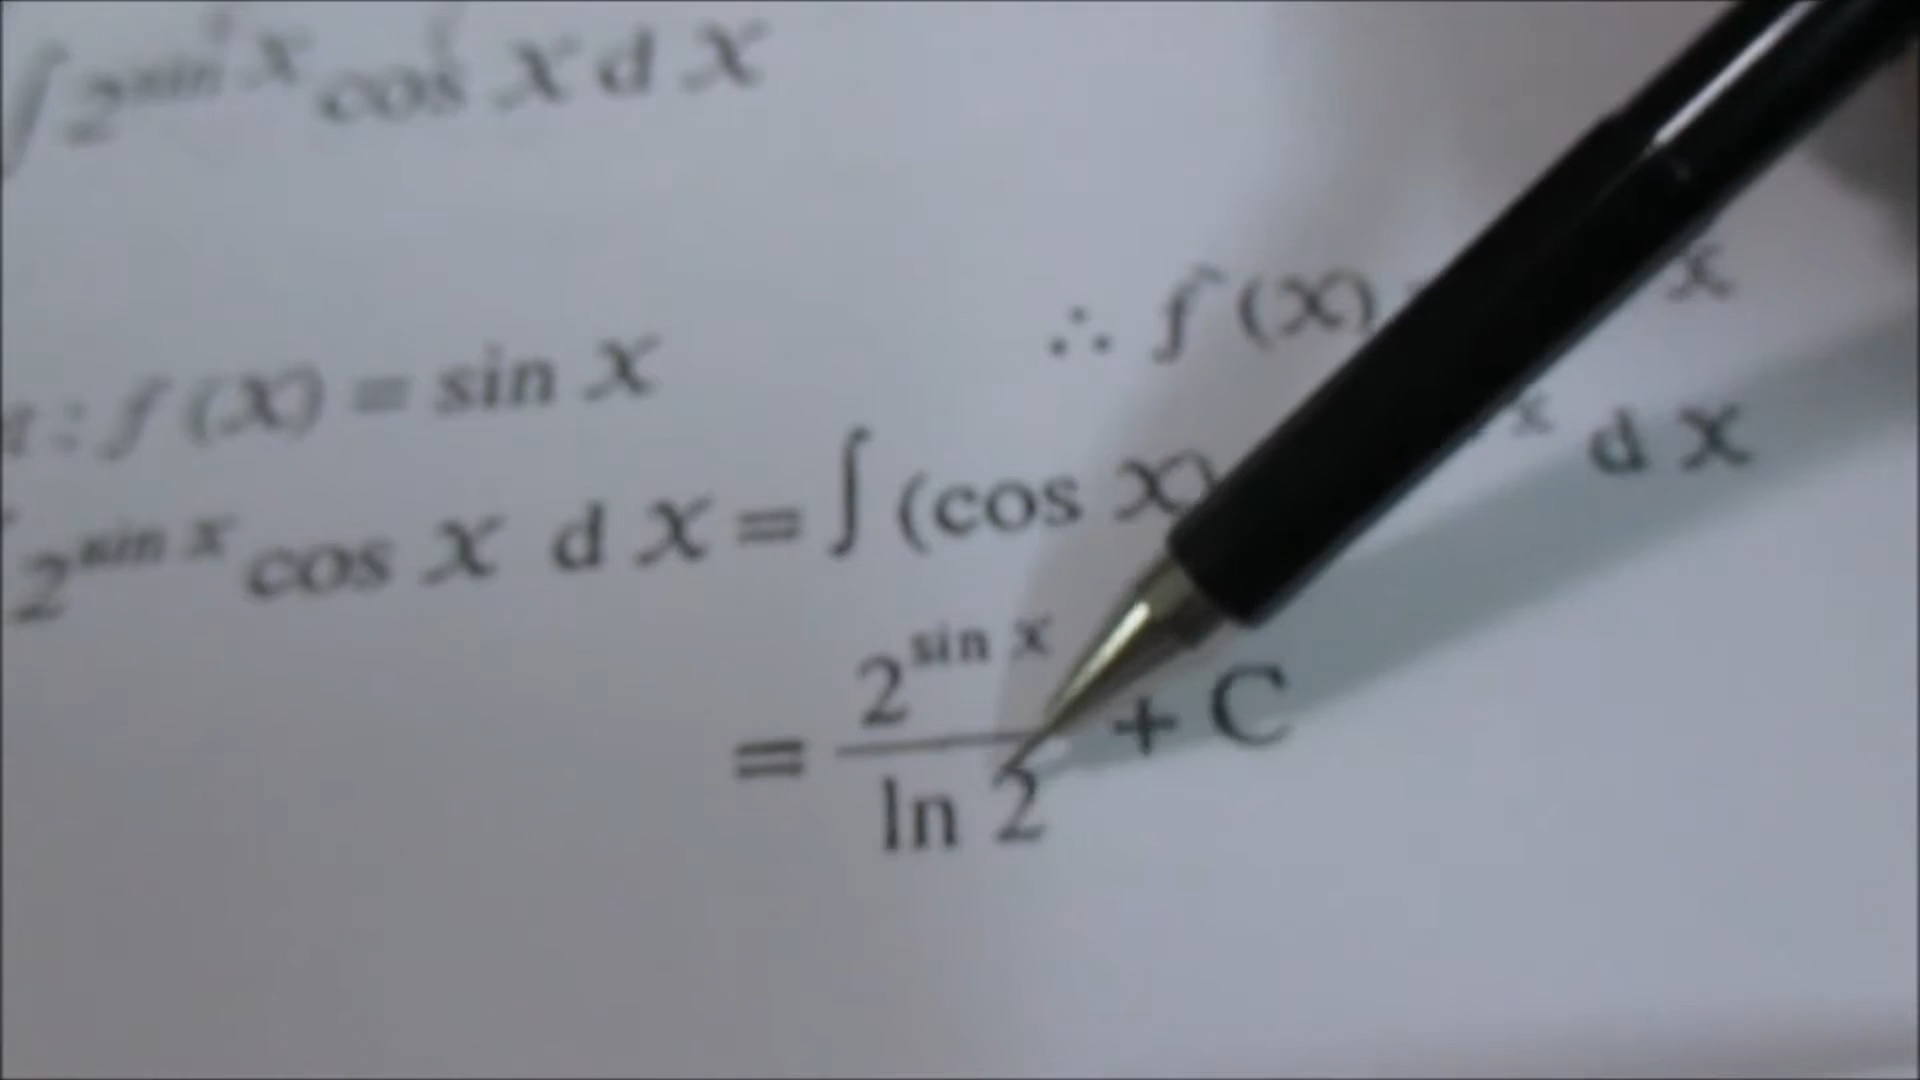 ∫ 2^sin x cos x d x
: f (x) = sin x ∴ f (x) x
2^sin x cos x d x = ∫ (cos x) x d x
= 2^sin x / ln 2 + C